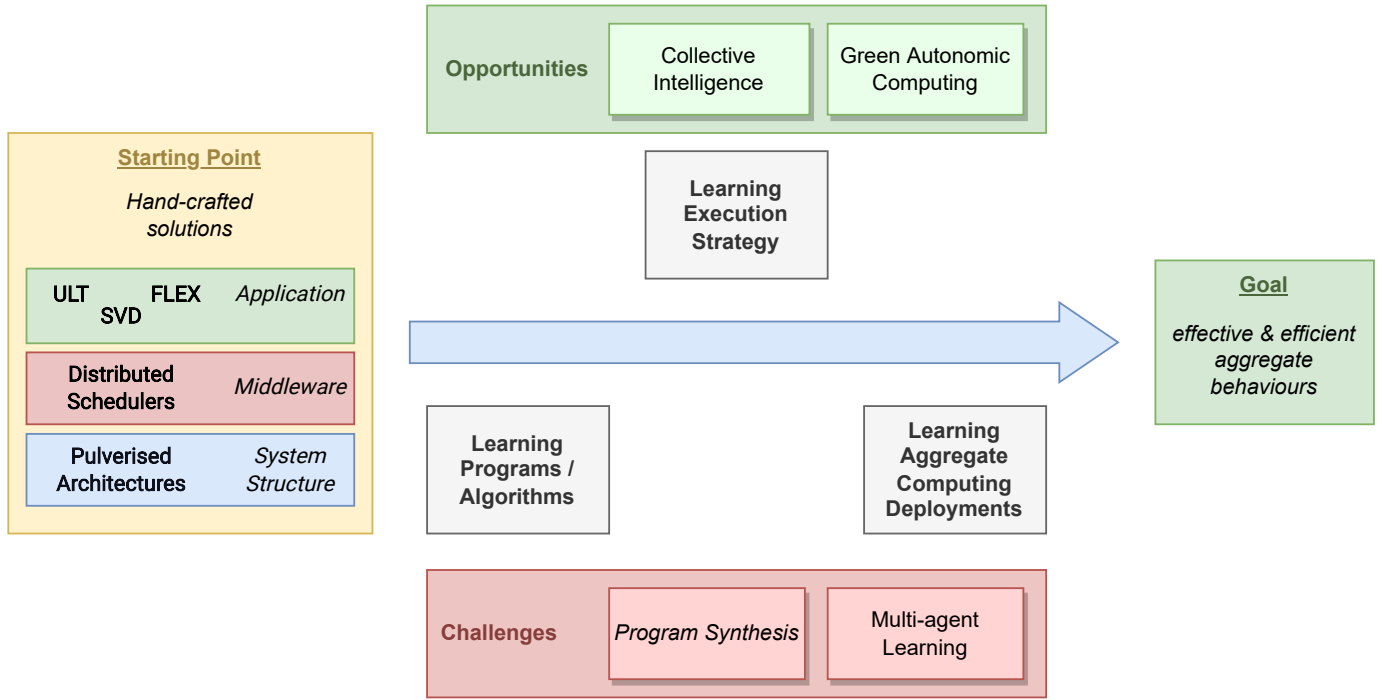 Opportunities
Collective
Intelligence
Green Autonomic
Computing
Starting Point
Hand-crafted
solutions
ULT FLEX
SVD
Application
Distributed
Schedulers
Middleware
Pulverised
Architectures
System
Structure
Learning
Execution
Strategy
Learning
Programs /
Algorithms
Learning
Aggregate
Computing
Deployments
Goal
effective & efficient
aggregate
behaviours
Challenges
Program Synthesis
Multi-agent
Learning